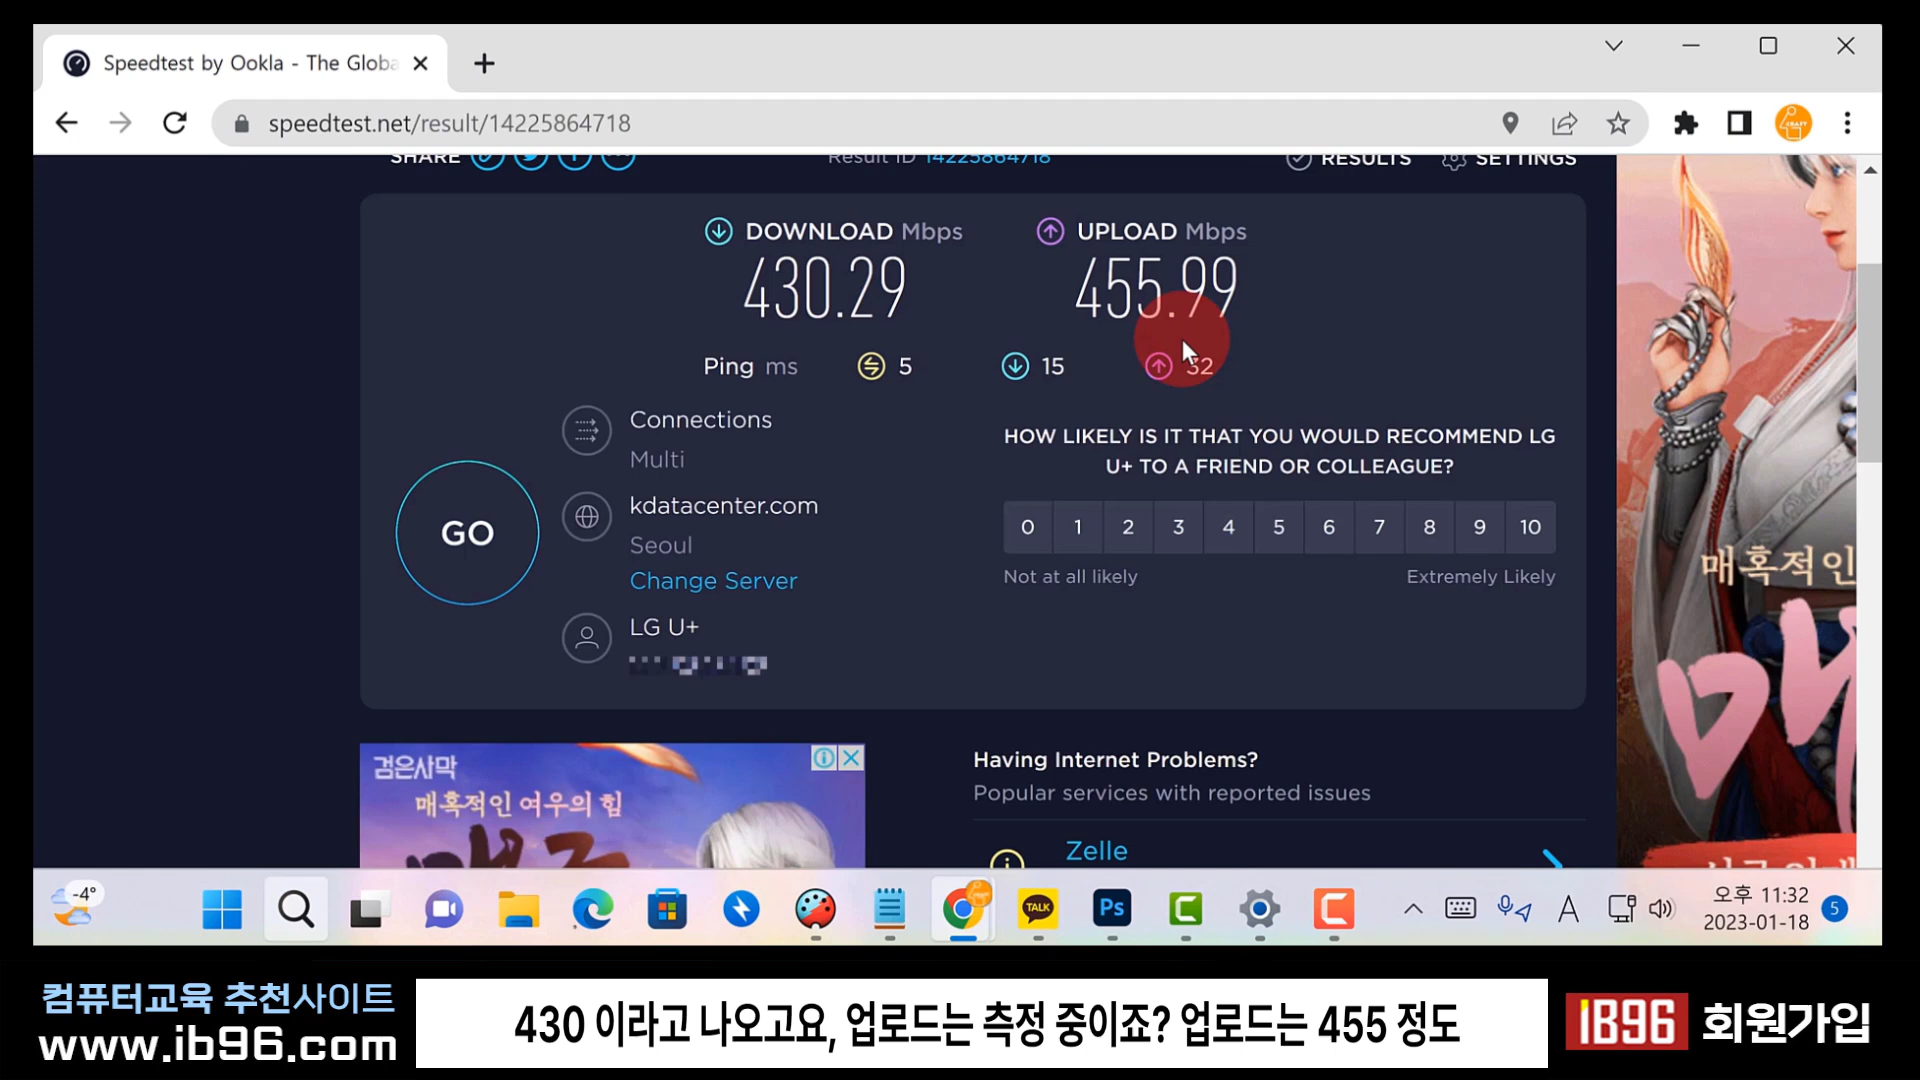 Speedtest by Ookla - The Globa
speedtest.net/result/14225864718
SHARE
Result ID 14225864718
RESULTS
SETTINGS
DOWNLOAD Mbps
430.29
UPLOAD Mbps
455.99
Ping ms
5
15
32
Connections
Multi
kdatacenter.com
Seoul
Change Server
LG U+
GO
HOW LIKELY IS IT THAT YOU WOULD RECOMMEND LG
U+ TO A FRIEND OR COLLEAGUE?
0 1 2 3 4 5 6 7 8 9 10
Not at all likely
Extremely Likely
검은사막
매혹적인 여우의 힘
Having Internet Problems?
Popular services with reported issues
Zelle
매혹적인
-4°
TALK
Ps
A
오후 11:32
2023-01-18
5
컴퓨터교육 추천사이트
www.ib96.com
430 이라고 나오고요, 업로드는 측정 중이죠? 업로드는 455 정도
IB96 회원가입